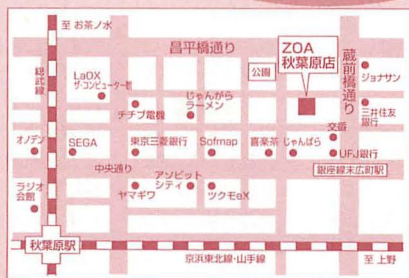 至 お茶ノ水
昌平橋通り
ZOA
秋葉原店
蔵前橋通り
総武線
LaOX
ザ・コンピューター館
公園
ジョナサン
チチブ電機
じゃんがら
ラーメン
三井住友
銀行
交番
オノデン
SEGA
東京三菱銀行
Sofmap
喜楽茶
じゃんぱら
UFJ銀行
中央通り
アソビット
シティ
銀座線末広町駅
ラジオ
会館
ヤマギワ
ツクモeX
秋葉原駅
京浜東北線・山手線
至 上野